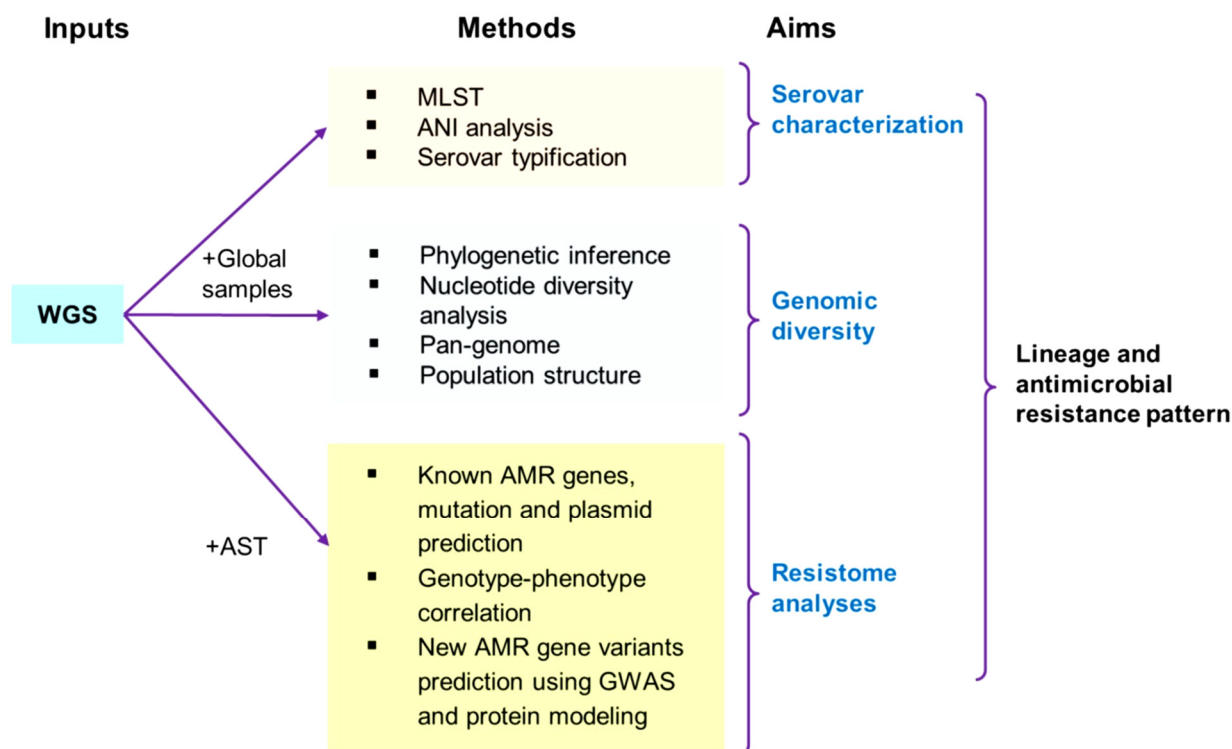 Inputs Methods Aims
▪ MLST
▪ ANI analysis
▪ Serovar typification
Serovar
characterization
+Global
samples
WGS
▪ Phylogenetic inference
▪ Nucleotide diversity
analysis
▪ Pan-genome
▪ Population structure
Genomic
diversity
+AST
▪ Known AMR genes,
mutation and plasmid
prediction
▪ Genotype-phenotype
correlation
▪ New AMR gene variants
prediction using GWAS
and protein modeling
Resistome
analyses
Lineage and
antimicrobial
resistance pattern